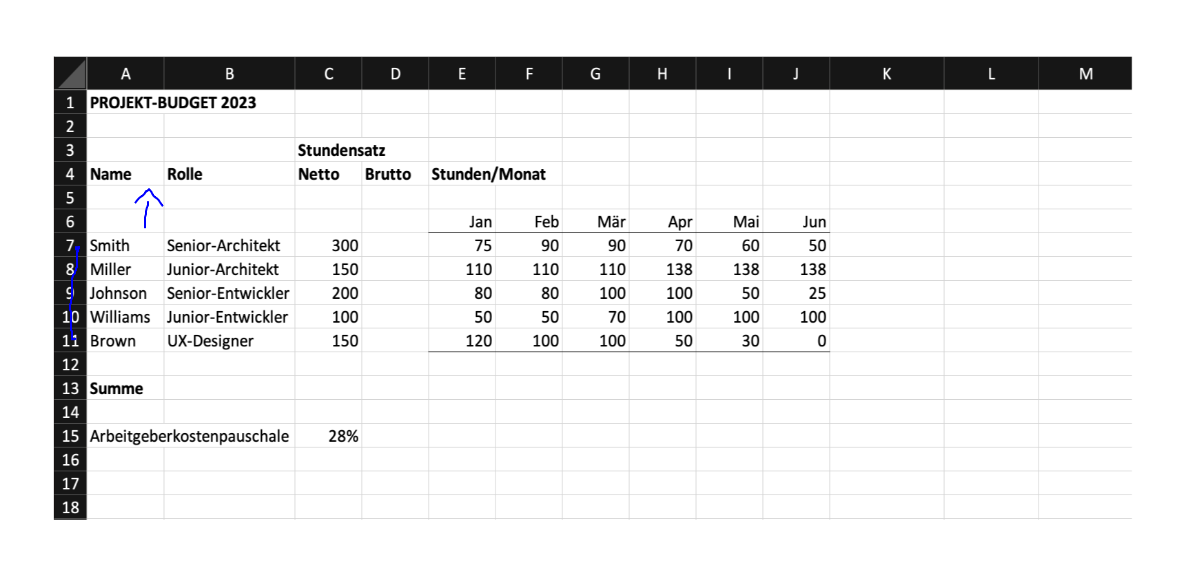 A B C D E F G H I J K L M
1 PROJEKT-BUDGET 2023
2
3 Stundensatz
4 Name Rolle Netto Brutto Stunden/Monat
5
6 Jan Feb Mär Apr Mai Jun
7 Smith Senior-Architekt 300 75 90 90 70 60 50
8 Miller Junior-Architekt 150 110 110 110 138 138 138
9 Johnson Senior-Entwickler 200 80 80 100 100 50 25
10 Williams Junior-Entwickler 100 50 50 70 100 100 100
11 Brown UX-Designer 150 120 100 100 50 30 0
12
13 Summe
14
15 Arbeitgeberkostenpauschale 28%
16
17
18